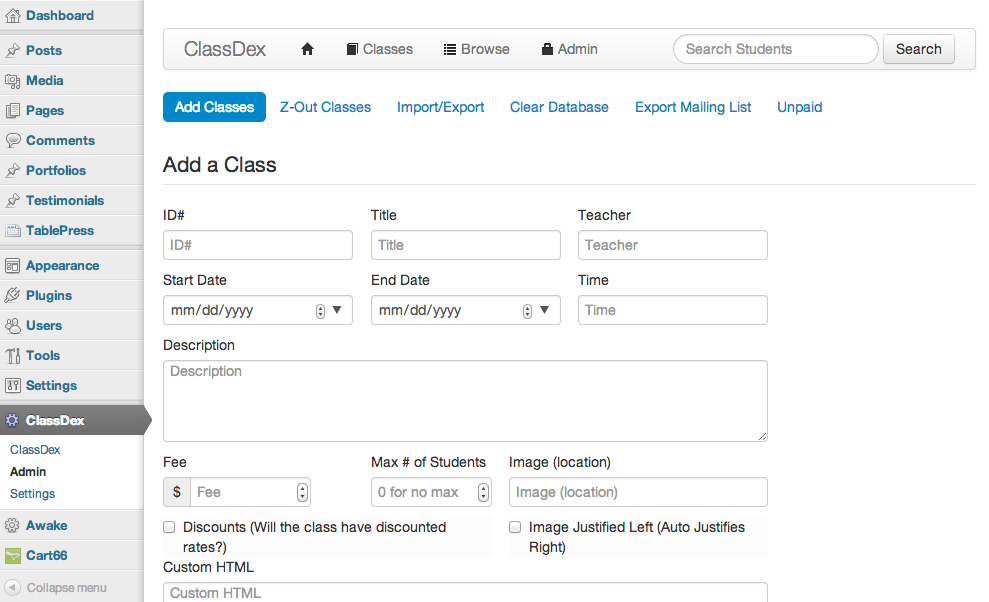 Dashboard
Posts
Media
Pages
Comments
Portfolios
Testimonials
TablePress
Appearance
Plugins
Users
Tools
Settings
ClassDex
ClassDex
Admin
Settings
Awake
Cart66
Collapse menu
ClassDex Classes Browse Admin Search Students Search
Add Classes Z-Out Classes Import/Export Clear Database Export Mailing List Unpaid
Add a Class
ID# Title Teacher
ID# Title Teacher
Start Date End Date Time
mm/dd/yyyy mm/dd/yyyy Time
Description
Description
Fee Max # of Students Image (location)
$ Fee 0 for no max Image (location)
Discounts (Will the class have discounted
rates?)
Image Justified Left (Auto Justifies
Right)
Custom HTML
Custom HTML